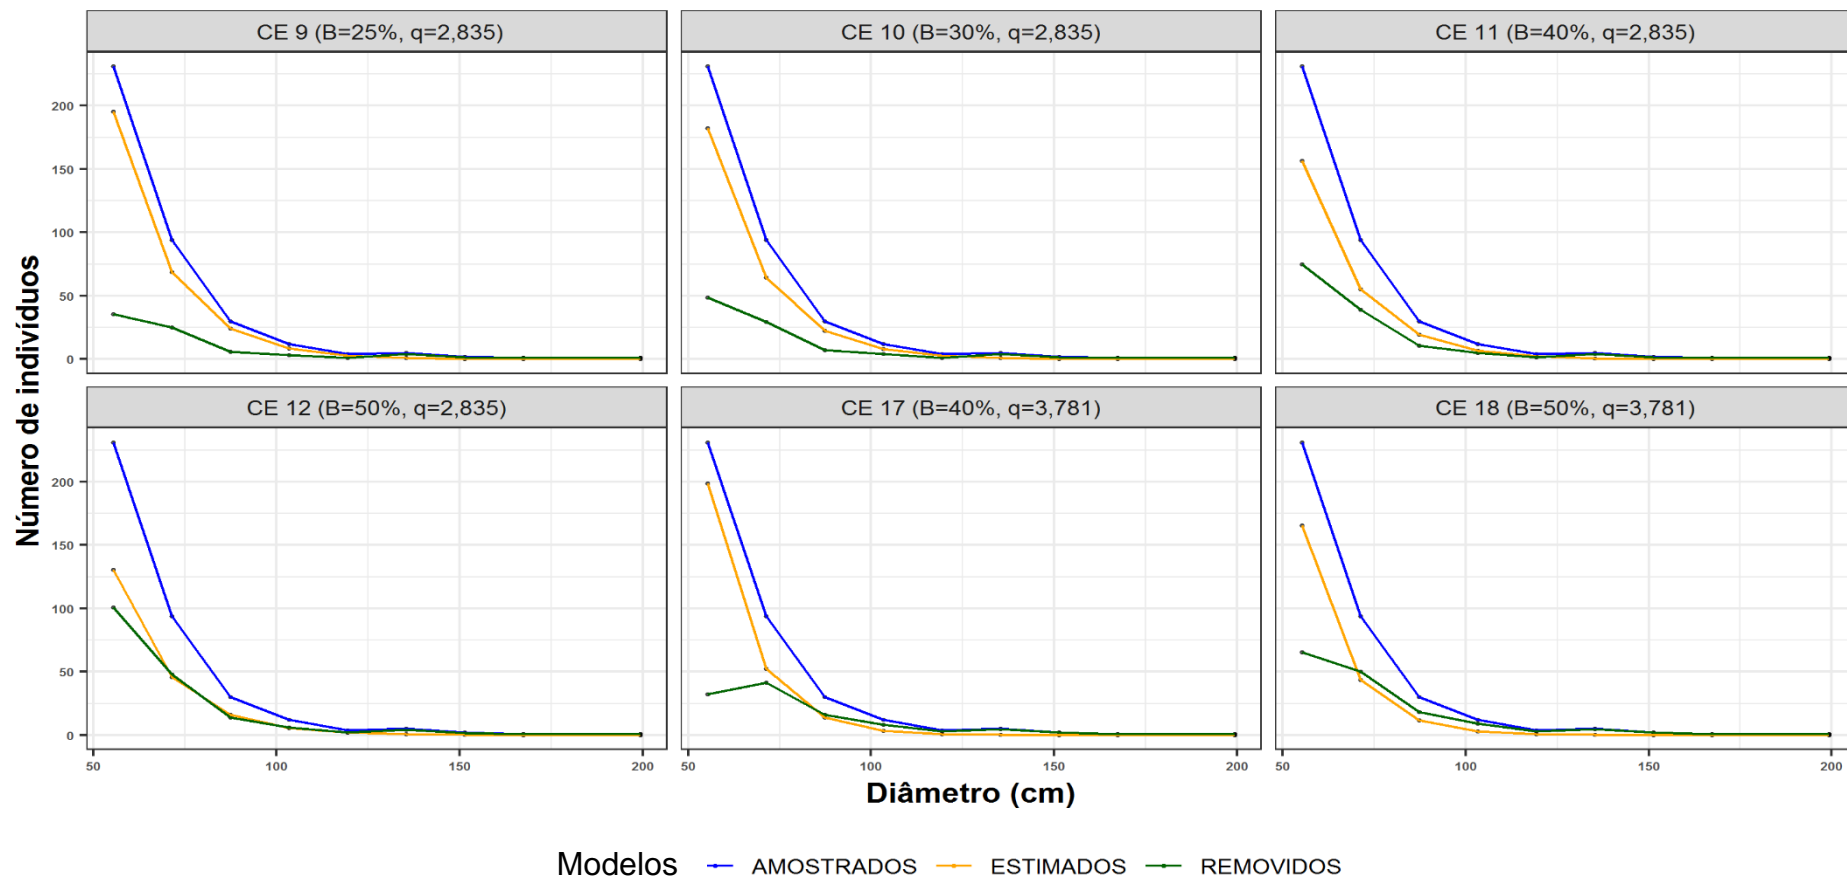 CE 9 (B=25%, q=2,835)
CE 10 (B=30%, q=2,835)
CE 11 (B=40%, q=2,835)
200
150
100
50
0
CE 12 (B=50%, q=2,835)
CE 17 (B=40%, q=3,781)
CE 18 (B=50%, q=3,781)
200
150
100
50
0
50 100 150 200
50 100 150 200
50 100 150 200
Número de indivíduos
Diâmetro (cm)
Modelos AMOSTRADOS ESTIMADOS REMOVIDOS